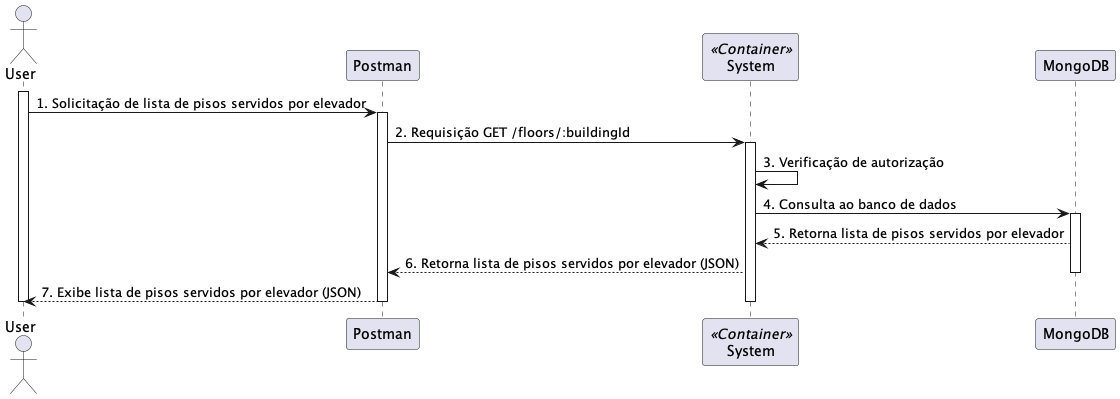 User
Postman
«Container»
System
MongoDB
1. Solicitação de lista de pisos servidos por elevador
2. Requisição GET /floors/:buildingId
3. Verificação de autorização
4. Consulta ao banco de dados
5. Retorna lista de pisos servidos por elevador
6. Retorna lista de pisos servidos por elevador (JSON)
7. Exibe lista de pisos servidos por elevador (JSON)
User
Postman
«Container»
System
MongoDB